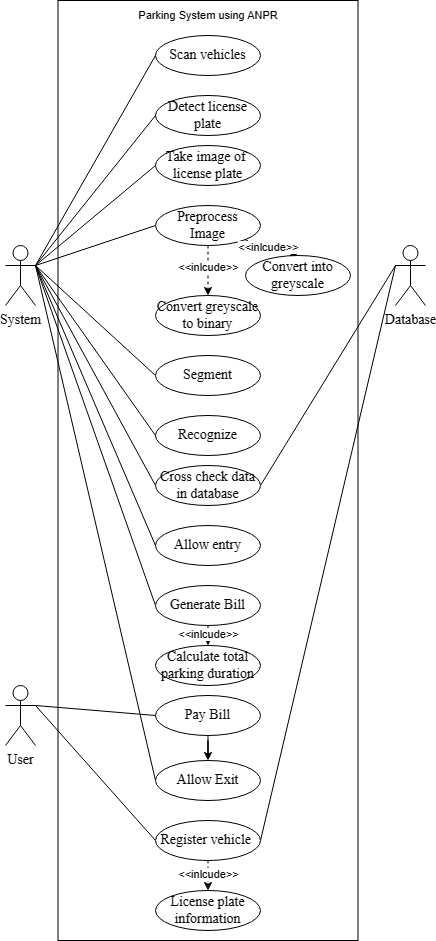 Parking System using ANPR
Scan vehicles
Detect license
plate
Take image of
license plate
Preprocess
Image
<<inlcude>>
<<inlcude>>
Convert into
greyscale
Convert greyscale
to binary
System
Database
Segment
Recognize
Cross check data
in database
Allow entry
Generate Bill
<<inlcude>>
Calculate total
parking duration
Pay Bill
User
Allow Exit
Register vehicle
<<inlcude>>
License plate
information